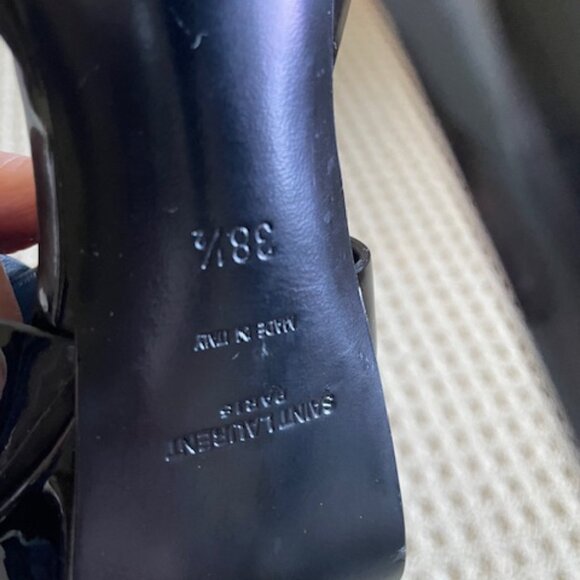 38½
MADE IN ITALY
SAINT LAURENT
PARIS